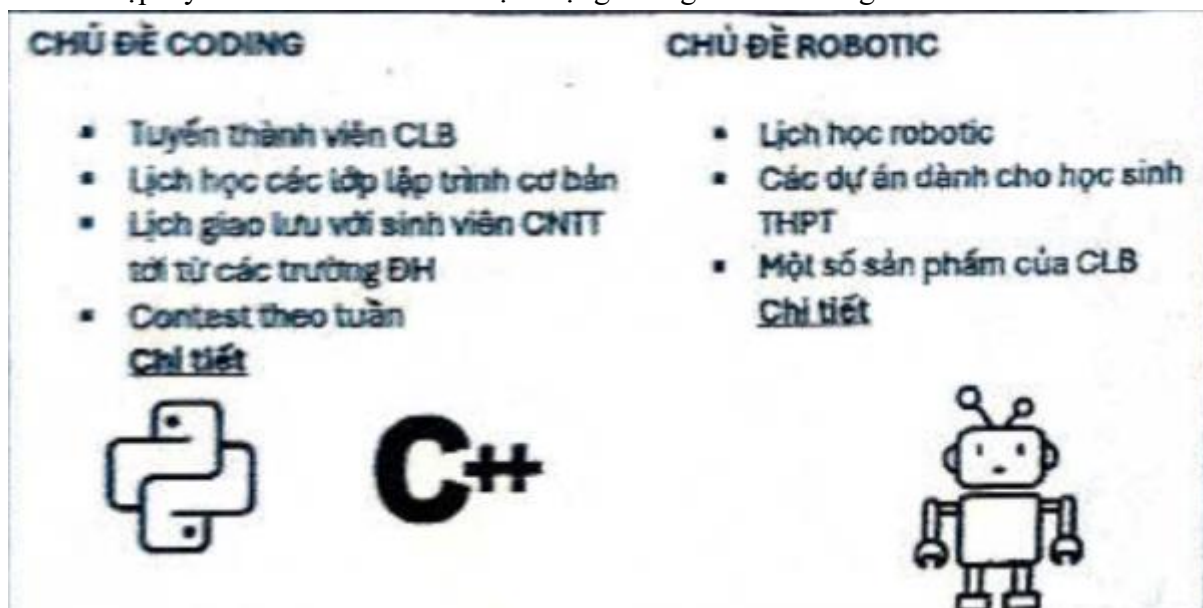 CHỦ ĐỀ CODING
▪ Tuyển thành viên CLB
▪ Lịch học các lớp lập trình cơ bản
▪ Lịch giao lưu với sinh viên CNTT
tới từ các trường ĐH
▪ Contest theo tuần
Chi tiết
C++
CHỦ ĐỀ ROBOTIC
▪ Lịch học robotic
▪ Các dự án dành cho học sinh
THPT
▪ Một số sản phẩm của CLB
Chi tiết